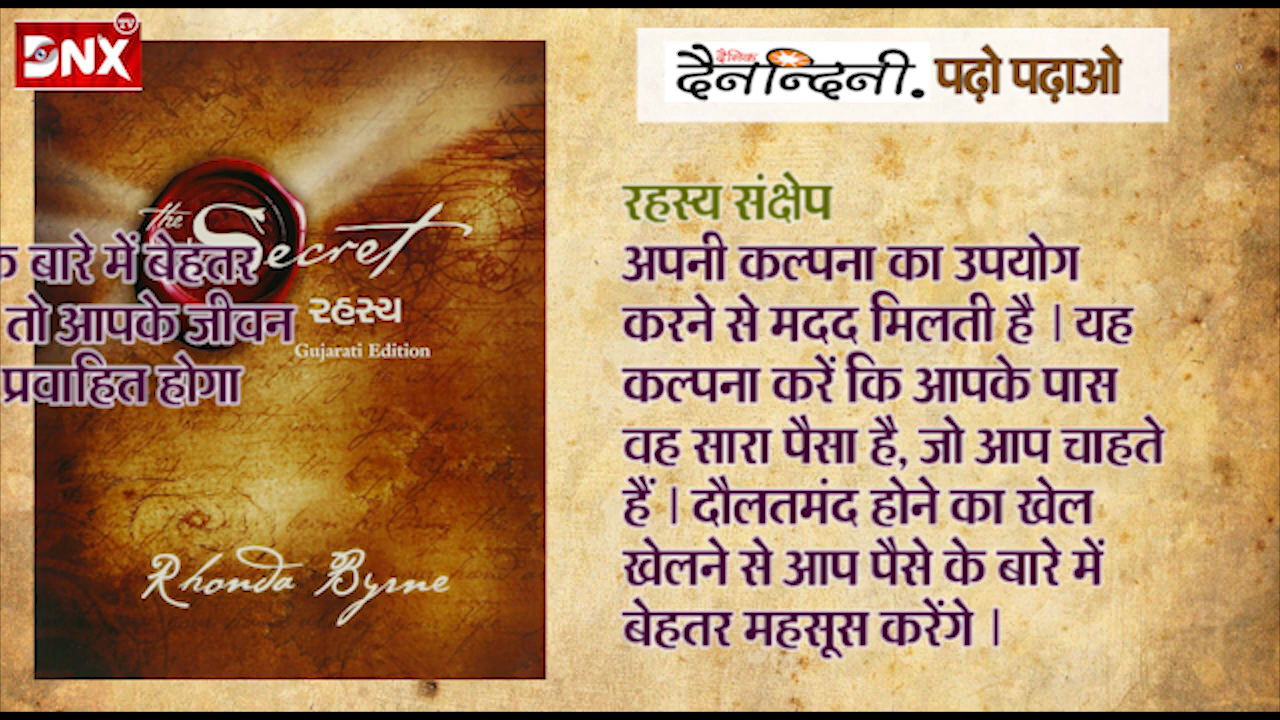 DNX TV
the Secret
રહસ્ય
Gujarati Edition
Rhonda Byrne
बारे में बेहतर
तो आपके जीवन
प्रवाहित होगा
दैनिक
दैनन्दिनी. पढ़ो पढ़ाओ
रहस्य संक्षेप
अपनी कल्पना का उपयोग
करने से मदद मिलती है । यह
कल्पना करें कि आपके पास
वह सारा पैसा है, जो आप चाहते
हैं । दौलतमंद होने का खेल
खेलने से आप पैसे के बारे में
बेहतर महसूस करेंगे ।